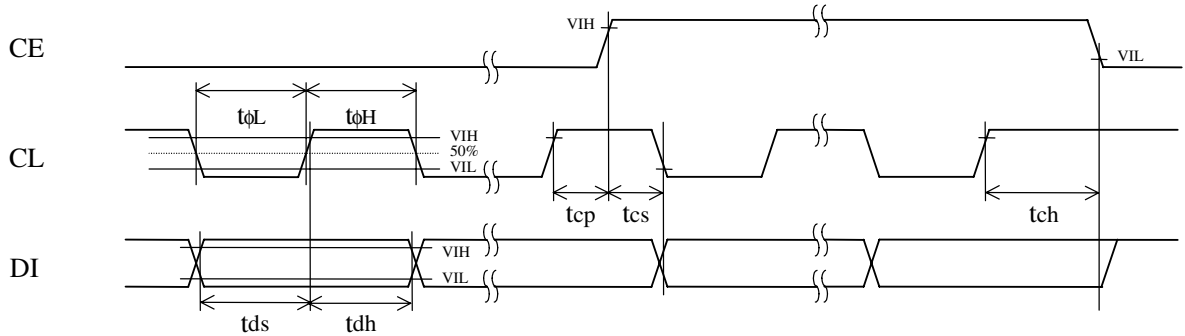 CE
VIH
VIL
tϕL
tϕH
CL
VIH
50%
VIL
tcp
tcs
tch
DI
VIH
VIL
tds
tdh